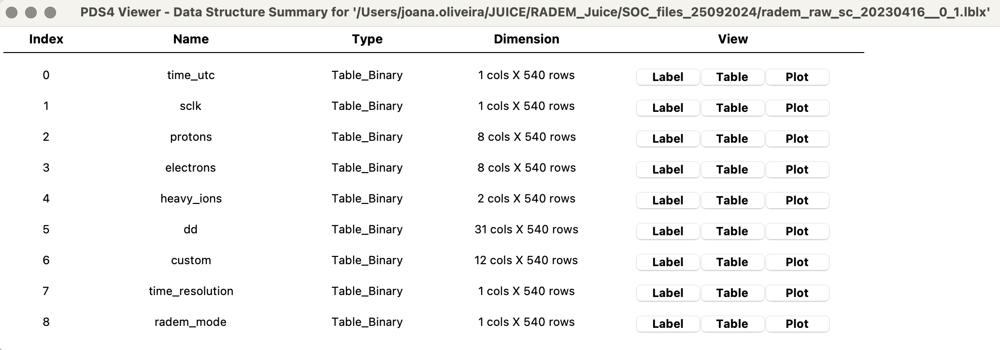 PDS4 Viewer - Data Structure Summary for '/Users/joana.oliveira/JUICE/RADEM_Juice/SOC_files_25092024/radem_raw_sc_20230416__0_1.lblx'
Index Name Type Dimension View
0 time_utc Table_Binary 1 cols X 540 rows Label Table Plot
1 sclk Table_Binary 1 cols X 540 rows Label Table Plot
2 protons Table_Binary 8 cols X 540 rows Label Table Plot
3 electrons Table_Binary 8 cols X 540 rows Label Table Plot
4 heavy_ions Table_Binary 2 cols X 540 rows Label Table Plot
5 dd Table_Binary 31 cols X 540 rows Label Table Plot
6 custom Table_Binary 12 cols X 540 rows Label Table Plot
7 time_resolution Table_Binary 1 cols X 540 rows Label Table Plot
8 radem_mode Table_Binary 1 cols X 540 rows Label Table Plot